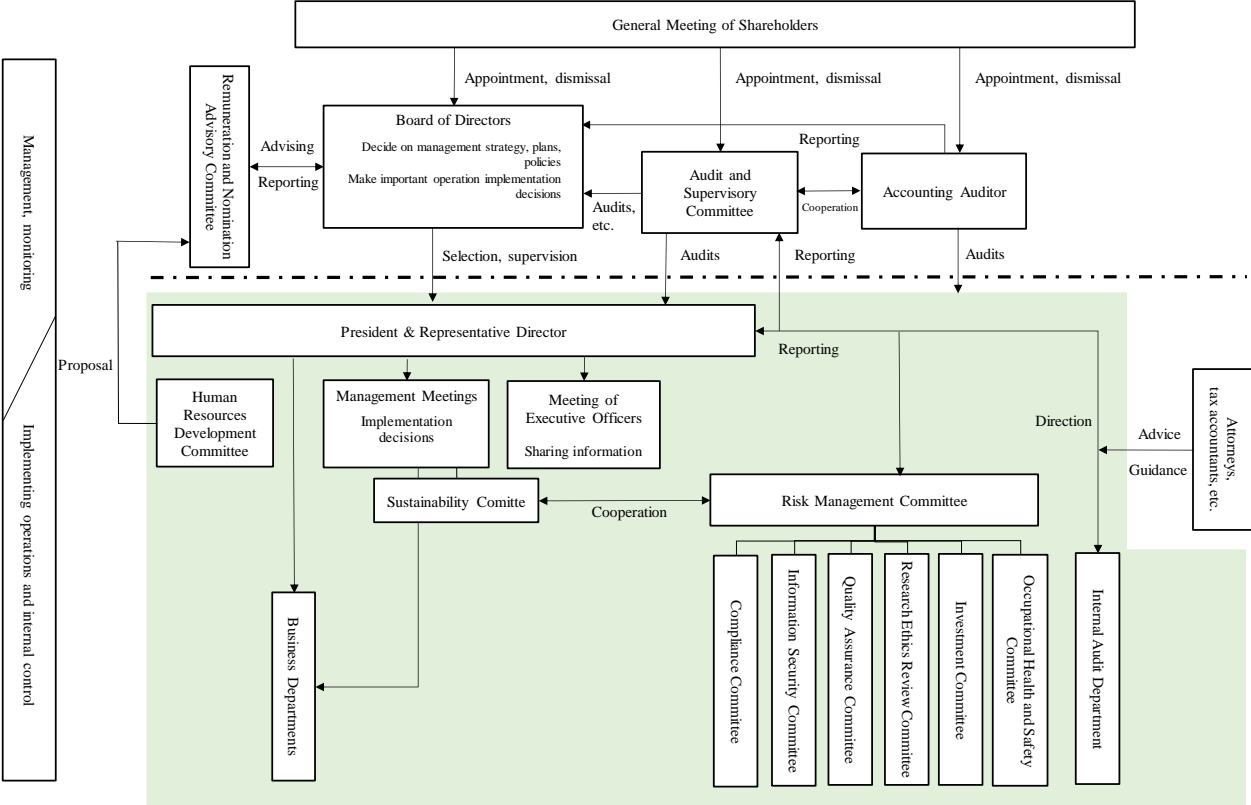 General Meeting of Shareholders
Appointment, dismissal
Appointment, dismissal
Appointment, dismissal
Management, monitoring
Implementing operations and internal control
Remuneration and Nomination
Advisory Committee
Advising
Reporting
Board of Directors
Decide on management strategy, plans,
policies
Make important operation implementation
decisions
Reporting
Audits,
etc.
Audit and
Supervisory
Committee
Cooperation
Accounting Auditor
Selection, supervision
Audits
Reporting
Audits
President & Representative Director
Reporting
Proposal
Human
Resources
Development
Committee
Management Meetings
Implementation
decisions
Meeting of
Executive Officers
Sharing information
Direction
Advice
Guidance
Attorneys,
tax accountants, etc.
Sustainability Comitte
Cooperation
Risk Management Committee
Business Departments
Compliance Committee
Information Security Committee
Quality Assurance Committee
Research Ethics Review Committee
Investment Committee
Occupational Health and Safety
Committee
Internal Audit Department